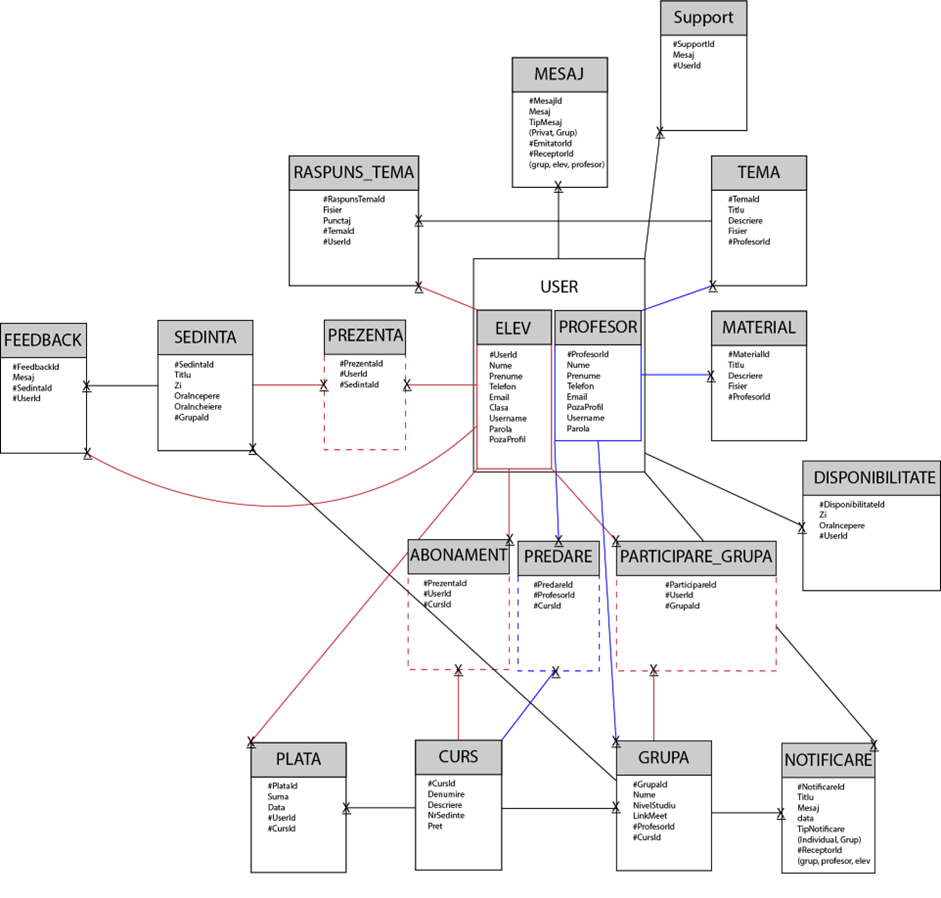 Support
#SupportId
Mesaj
#UserId
MESAJ
#MesajId
Mesaj
TipMesaj
(Privat, Grup)
#EmitatorId
#ReceptorId
(grup, elev, profesor)
RASPUNS_TEMA
#RaspunsTemaId
Fisier
Punctaj
#TemaId
#UserId
TEMA
#TemaId
Titlu
Descriere
Fisier
#ProfesorId
USER
ELEV
#UserId
Nume
Prenume
Telefon
Email
Clasa
Username
Parola
PozaProfil
PROFESOR
#ProfesorId
Nume
Prenume
Telefon
Email
PozaProfil
Username
Parola
FEEDBACK
#FeedbackId
Mesaj
#SedintaId
#UserId
SEDINTA
#SedintaId
Titlu
Zi
OraIncepere
OraIncheiere
#GrupaId
PREZENTA
#PrezentaId
#UserId
#SedintaId
MATERIAL
#MaterialId
Titlu
Descriere
Fisier
#ProfesorId
DISPONIBILITATE
#DisponibilitateId
Zi
OraIncepere
#UserId
ABONAMENT
#PrezentaId
#UserId
#CursId
PREDARE
#PredareId
#ProfesorId
#CursId
PARTICIPARE_GRUPA
#ParticipareId
#UserId
#GrupaId
PLATA
#PlataId
Suma
Data
#UserId
#CursId
CURS
#CursId
Denumire
Descriere
NrSedinte
Pret
GRUPA
#GrupaId
Nume
NivelStudiu
LinkMeet
#ProfesorId
#CursId
NOTIFICARE
#NotificareId
Titlu
Mesaj
data
TipNotificare
(Individual, Grup)
#ReceptorId
(grup, profesor, elev